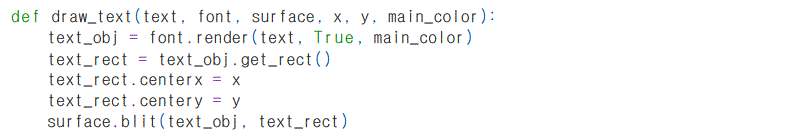 def draw_text(text, font, surface, x, y, main_color):
    text_obj = font.render(text, True, main_color)
    text_rect = text_obj.get_rect()
    text_rect.centerx = x
    text_rect.centery = y
    surface.blit(text_obj, text_rect)